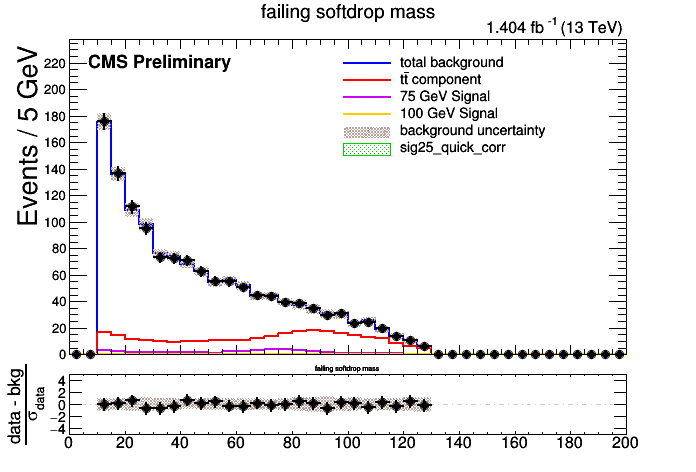 failing softdrop mass
1.404 fb⁻¹ (13 TeV)
CMS Preliminary
total background
tt̄ component
75 GeV Signal
100 GeV Signal
background uncertainty
sig25_quick_corr
Events / 5 GeV
220
200
180
160
140
120
100
80
60
40
20
0
failing softdrop mass
data - bkg
σ data
4
2
0
−2
−4
0 20 40 60 80 100 120 140 160 180 200